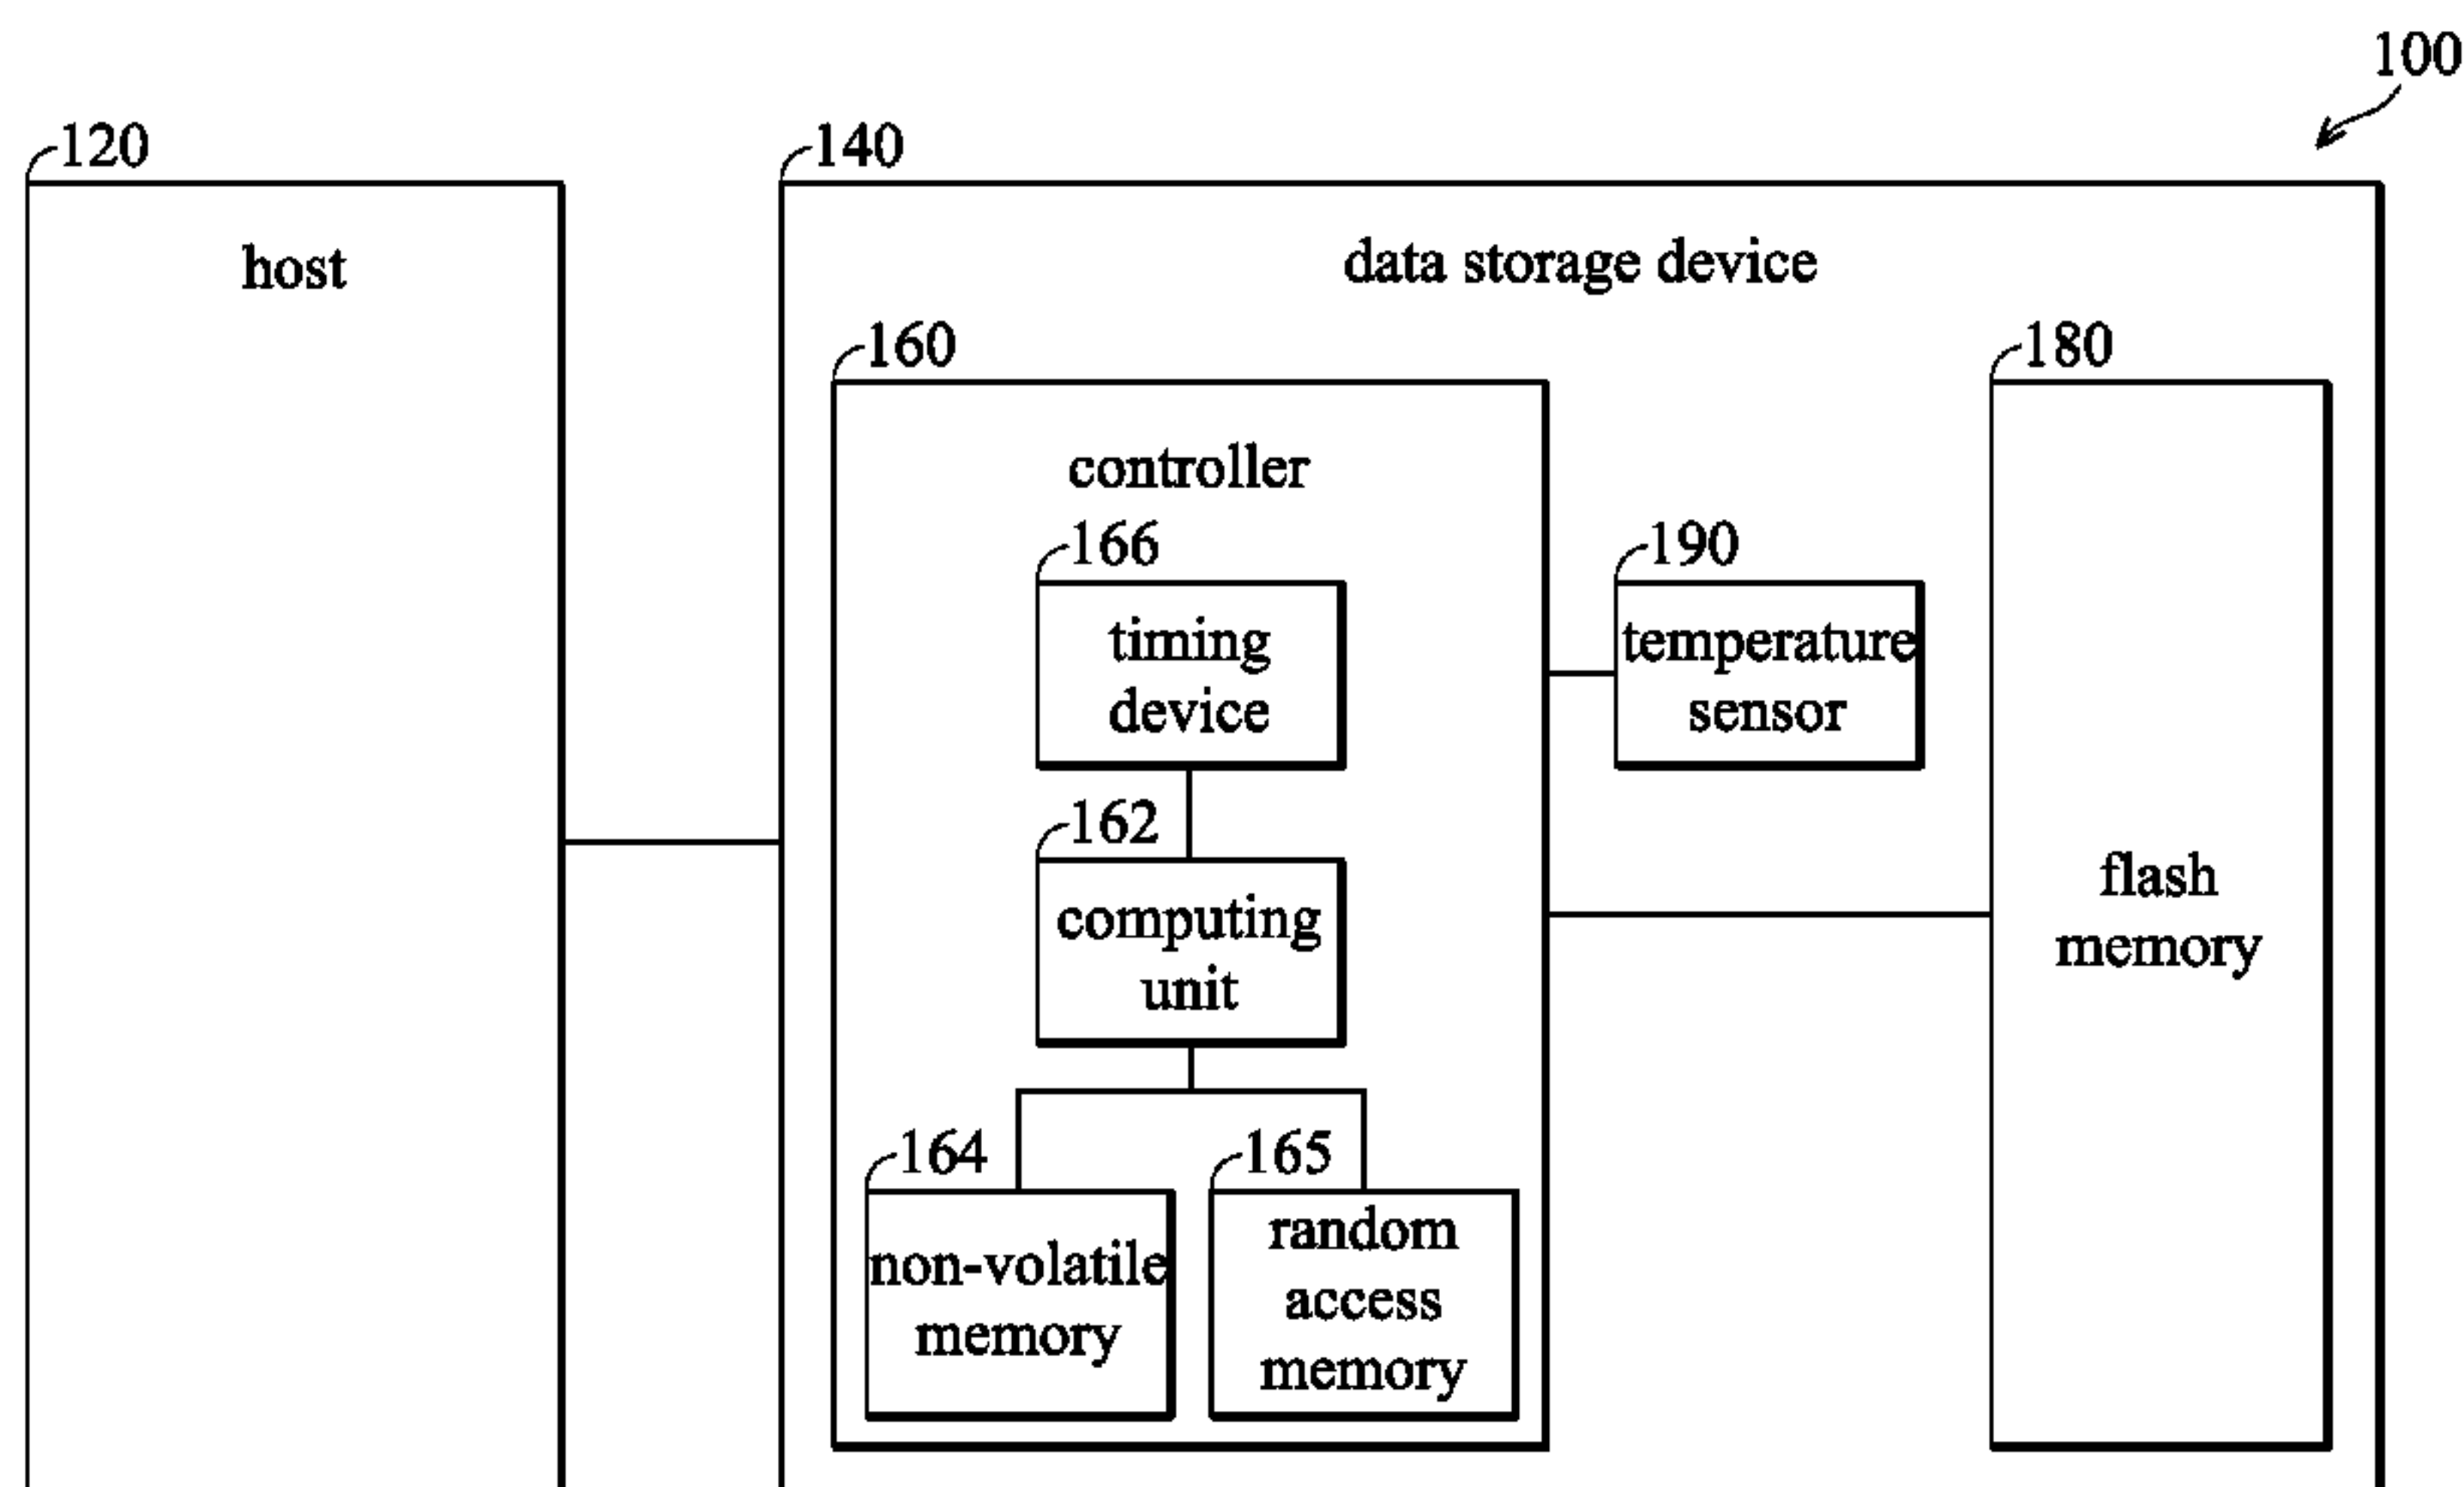 100
120
140
host
data storage device
160
180
controller
166
190
timing
device
temperature
sensor
162
computing
unit
flash
memory
164
165
non-volatile
memory
random
access
memory